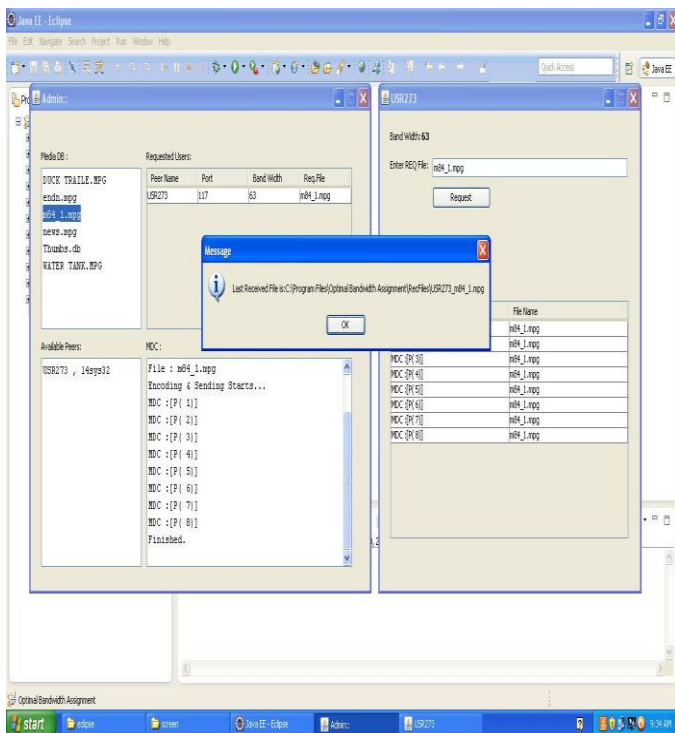 Java EE - Eclipse
File Edit Navigate Search Project Run Window Help
Quick Access
Java EE
Pro
Admin::
Media DB :
DUCK TRAILE.MPG
endn.mpg
m84_1.mpg
news.mpg
Thumbs.db
WATER TANK.MPG
Requested Users:
Peer Name Port Band Width Req.File
USR273 117 63 m84_1.mpg
Available Peers:
USR273 , 14sys32
MDC :
File : m84_1.mpg
Encoding & Sending Starts...
MDC :[P( 1)]
MDC :[P( 2)]
MDC :[P( 3)]
MDC :[P( 4)]
MDC :[P( 5)]
MDC :[P( 6)]
MDC :[P( 7)]
MDC :[P( 8)]
Finished.
Message
Last Received File is:C:\Program Files\Optimal Bandwidth Assignment\RecFiles\USR273_m84_1.mpg
OK
USR273
Band Width:63
Enter REQ File: m84_1.mpg
Request
File Name
m84_1.mpg
m84_1.mpg
MDC :[P( 3)] m84_1.mpg
MDC :[P( 4)] m84_1.mpg
MDC :[P( 5)] m84_1.mpg
MDC :[P( 6)] m84_1.mpg
MDC :[P( 7)] m84_1.mpg
MDC :[P( 8)] m84_1.mpg
Optimal Bandwidth Assignment
start eclipse screen Java EE - Eclipse Admin:: USR273 9:34 AM